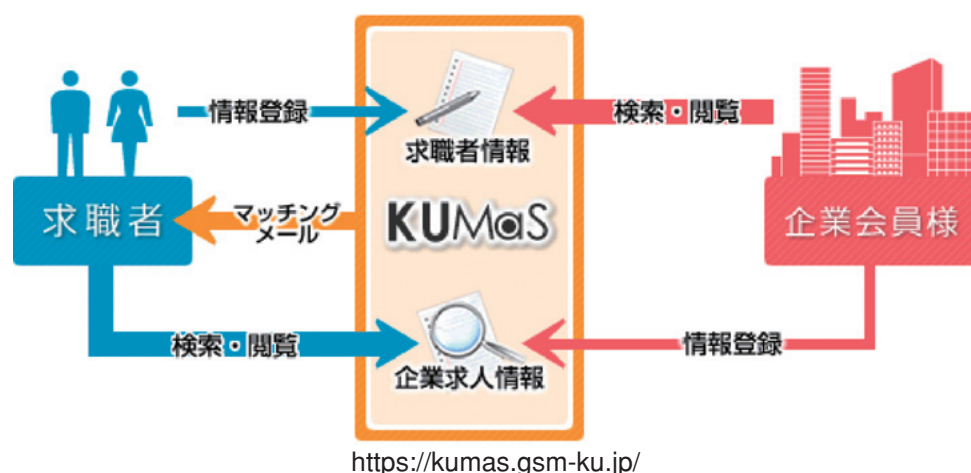 情報登録
検索・閲覧
求職者情報
求職者
マッチング
メール
KUMaS
企業会員様
検索・閲覧
情報登録
企業求人情報
https://kumas.gsm-ku.jp/